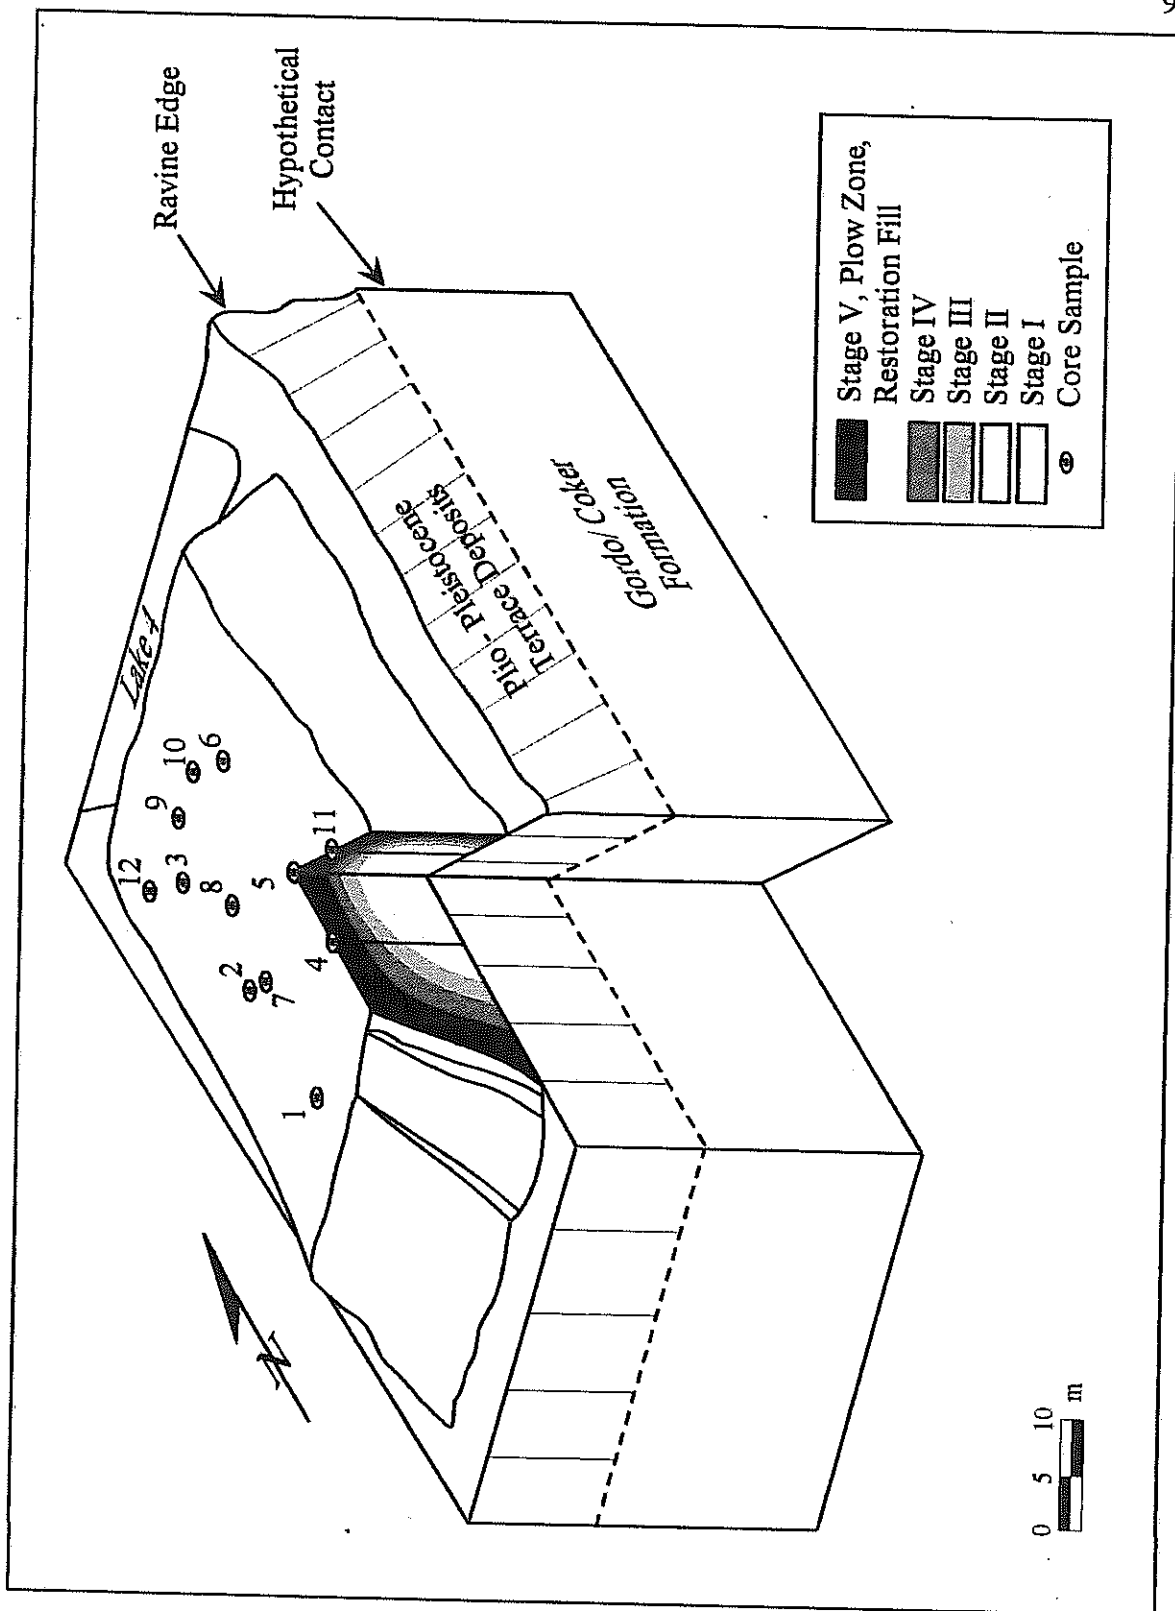 9
Ravine Edge
Hypothetical
Contact
Lake 4
10
6
9
12
3
8
5
11
2
7
4
1
Plio - Pleistocene
Terrace Deposits
Gordo/ Coker
Formation
N
Stage V, Plow Zone,
Restoration Fill
Stage IV
Stage III
Stage II
Stage I
Core Sample
0 5 10
m